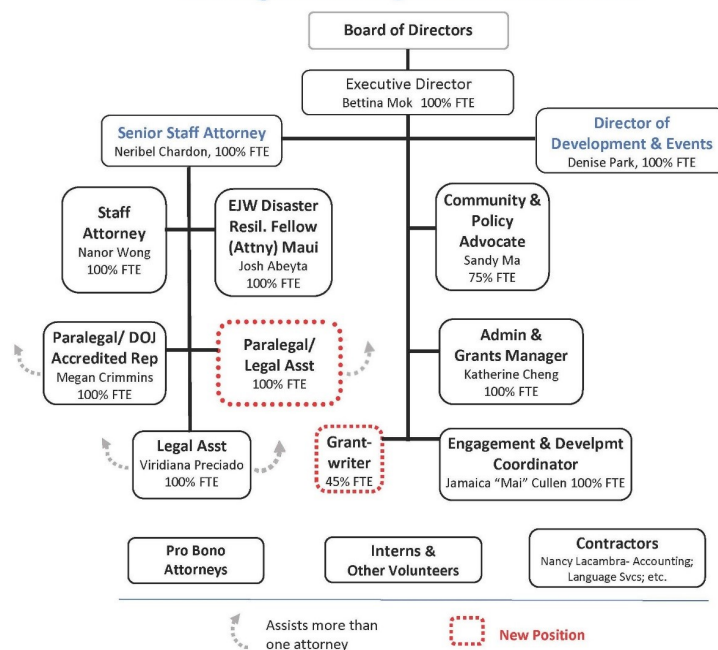 Board of Directors
Executive Director
Bettina Mok 100% FTE
Senior Staff Attorney
Neribel Chardon, 100% FTE
Director of
Development & Events
Denise Park, 100% FTE
Staff
Attorney
Nanor Wong
100% FTE
EJW Disaster
Resil. Fellow
(Attny) Maui
Josh Abeyta
100% FTE
Community &
Policy
Advocate
Sandy Ma
75% FTE
Paralegal/ DOJ
Accredited Rep
Megan Crimmins
100% FTE
Paralegal/
Legal Asst
100% FTE
Admin &
Grants Manager
Katherine Cheng
100% FTE
Legal Asst
Viridiana Preciado
100% FTE
Grant-
writer
45% FTE
Engagement & Develpmt
Coordinator
Jamaica “Mai” Cullen 100% FTE
Pro Bono
Attorneys
Interns &
Other Volunteers
Contractors
Nancy Lacambra- Accounting;
Language Svcs; etc.
Assists more than
one attorney
New Position